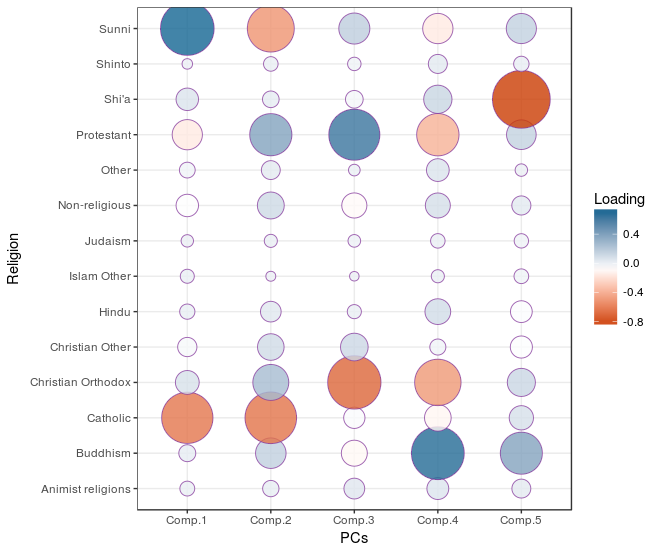 Sunni
Shinto
Shi'a
Protestant
Other
Non-religious
Judaism
Islam Other
Hindu
Christian Other
Christian Orthodox
Catholic
Buddhism
Animist religions
Religion
Comp.1 Comp.2 Comp.3 Comp.4 Comp.5
PCs
Loading
0.4
0.0
-0.4
-0.8